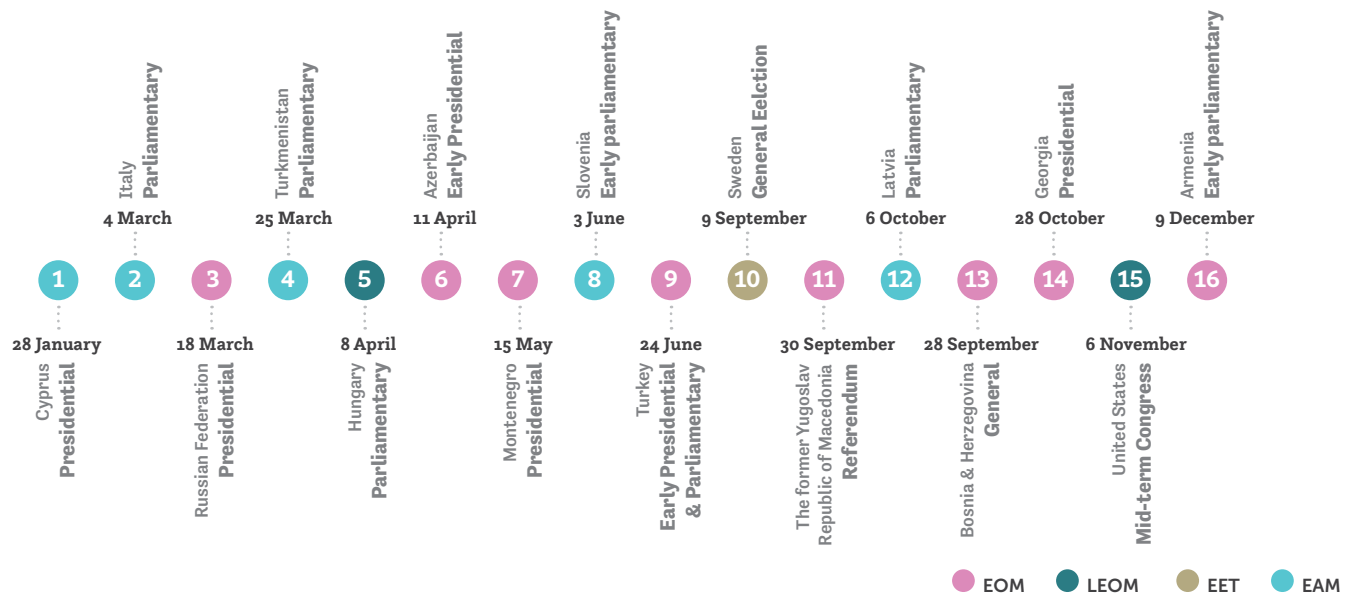 Italy
Parliamentary
4 March
Turkmenistan
Parliamentary
25 March
Azerbaijan
Early Presidential
11 April
Slovenia
Early parliamentary
3 June
Sweden
General Eelction
9 September
Latvia
Parliamentary
6 October
Georgia
Presidential
28 October
Armenia
Early parliamentary
9 December
1
2
3
4
5
6
7
8
9
10
11
12
13
14
15
16
28 January
Cyprus
Presidential
18 March
Russian Federation
Presidential
8 April
Hungary
Parliamentary
15 May
Montenegro
Presidential
24 June
Turkey
Early Presidential
& Parliamentary
30 September
The former Yugoslav
Republic of Macedonia
Referendum
28 September
Bosnia & Herzegovina
General
6 November
United States
Mid-term Congress
EOM
LEOM
EET
EAM